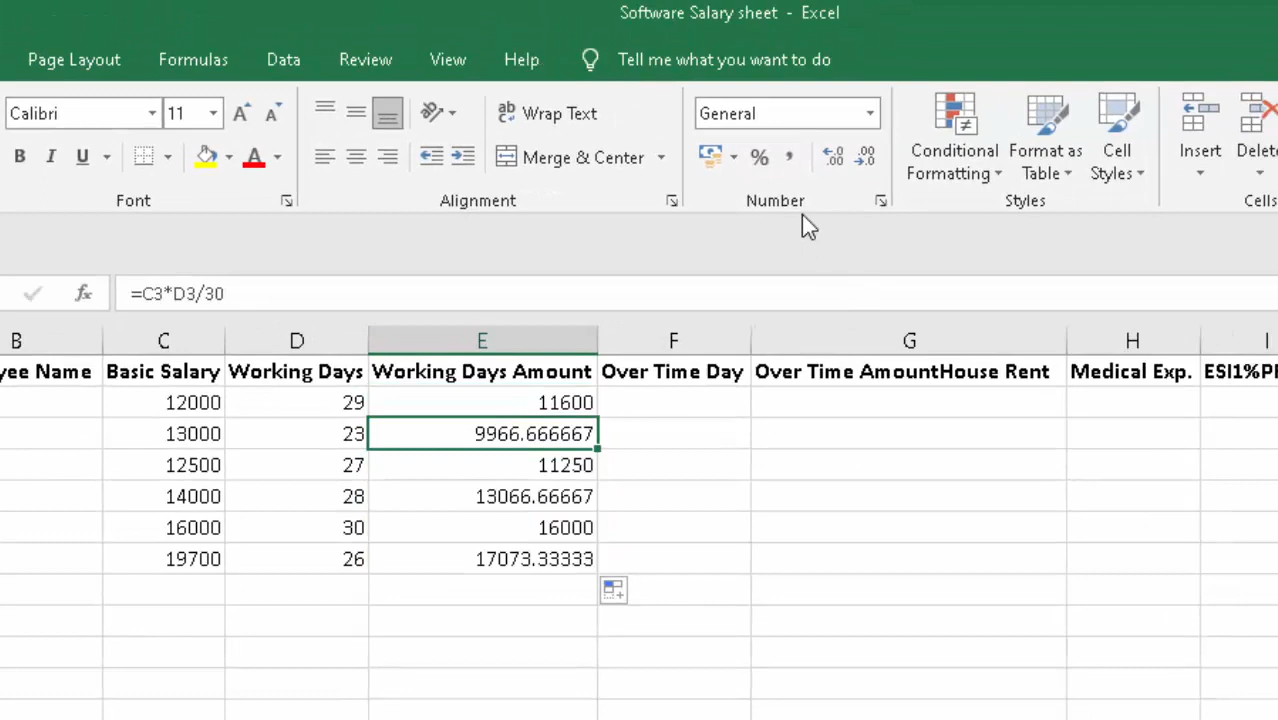 Software Salary sheet - Excel
Page Layout Formulas Data Review View Help Tell me what you want to do
Calibri 11 A A Wrap Text General Conditional Formatting Format as Table Cell Styles Insert Delet
B I U A Merge & Center % ,
Font Alignment Number Styles Cells
fx =C3*D3/30
B C D E F G H I
yee Name Basic Salary Working Days Working Days Amount Over Time Day Over Time AmountHouse Rent Medical Exp. ESI1%P
12000 29 11600
13000 23 9966.666667
12500 27 11250
14000 28 13066.66667
16000 30 16000
19700 26 17073.33333